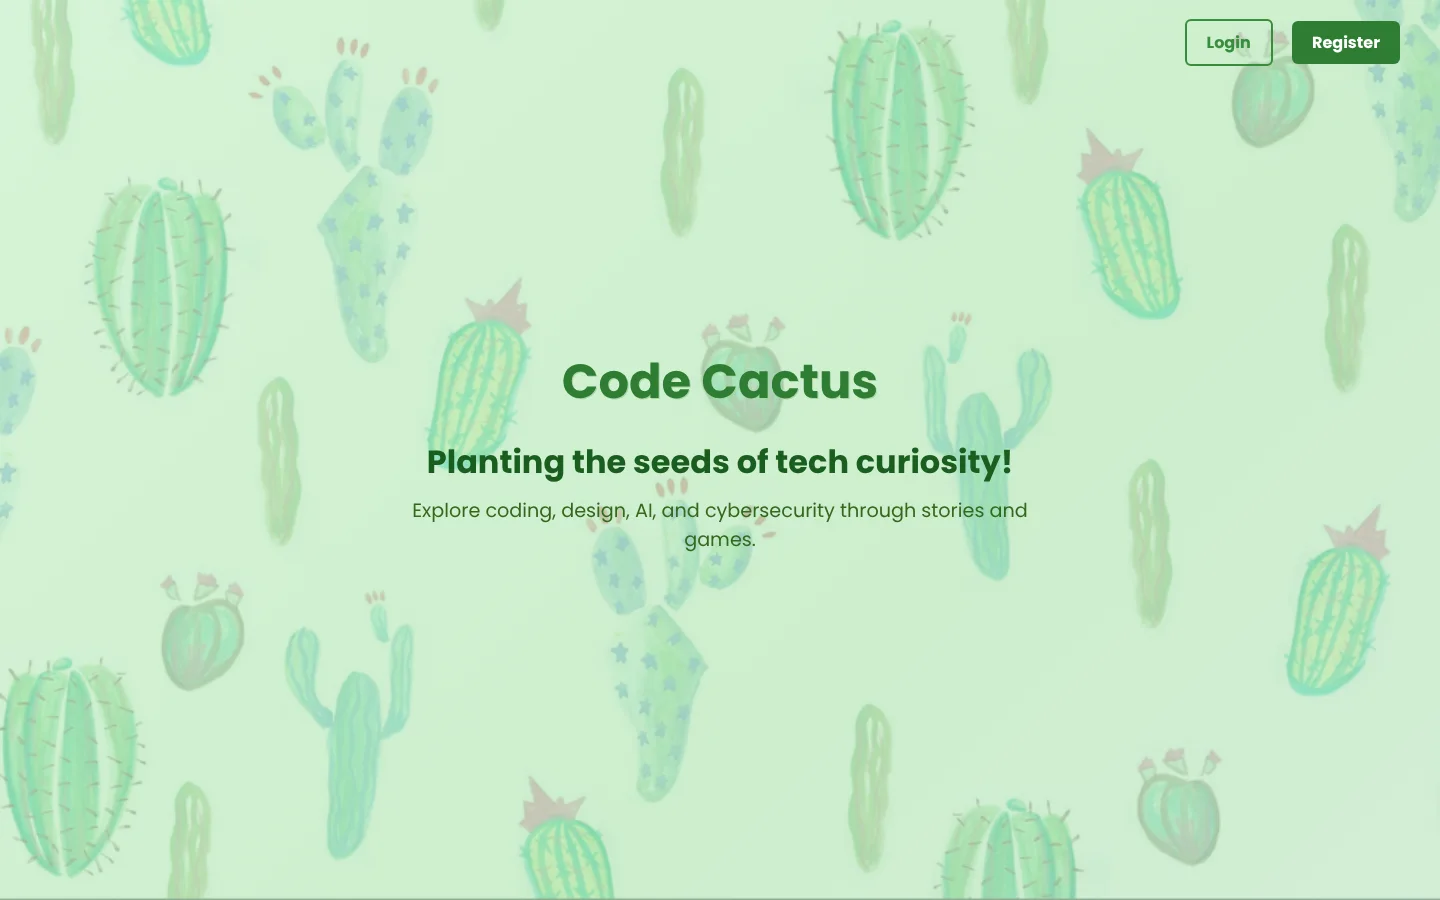 Login
Register
Code Cactus
Planting the seeds of tech curiosity!
Explore coding, design, AI, and cybersecurity through stories and
games.